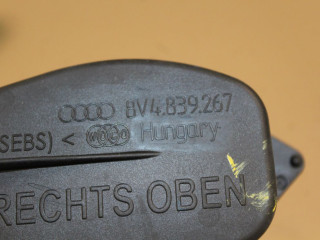 8V4.839.267
SEBS) < Hungary
RECHTS OBEN